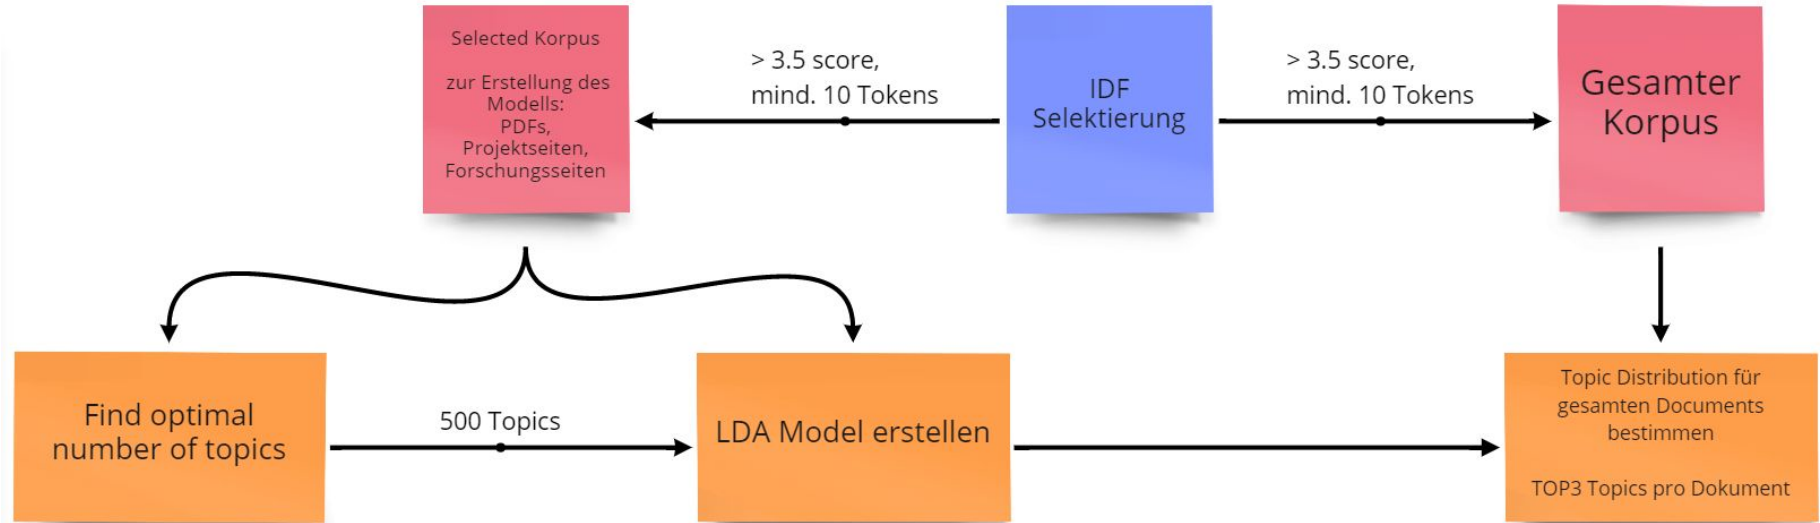 Selected Korpus
zur Erstellung des
Modells:
PDFs,
Projektseiten,
Forschungsseiten
> 3.5 score,
mind. 10 Tokens
IDF
Selektierung
> 3.5 score,
mind. 10 Tokens
Gesamter
Korpus
Find optimal
number of topics
500 Topics
LDA Model erstellen
Topic Distribution für
gesamten Documents
bestimmen
TOP3 Topics pro Dokument